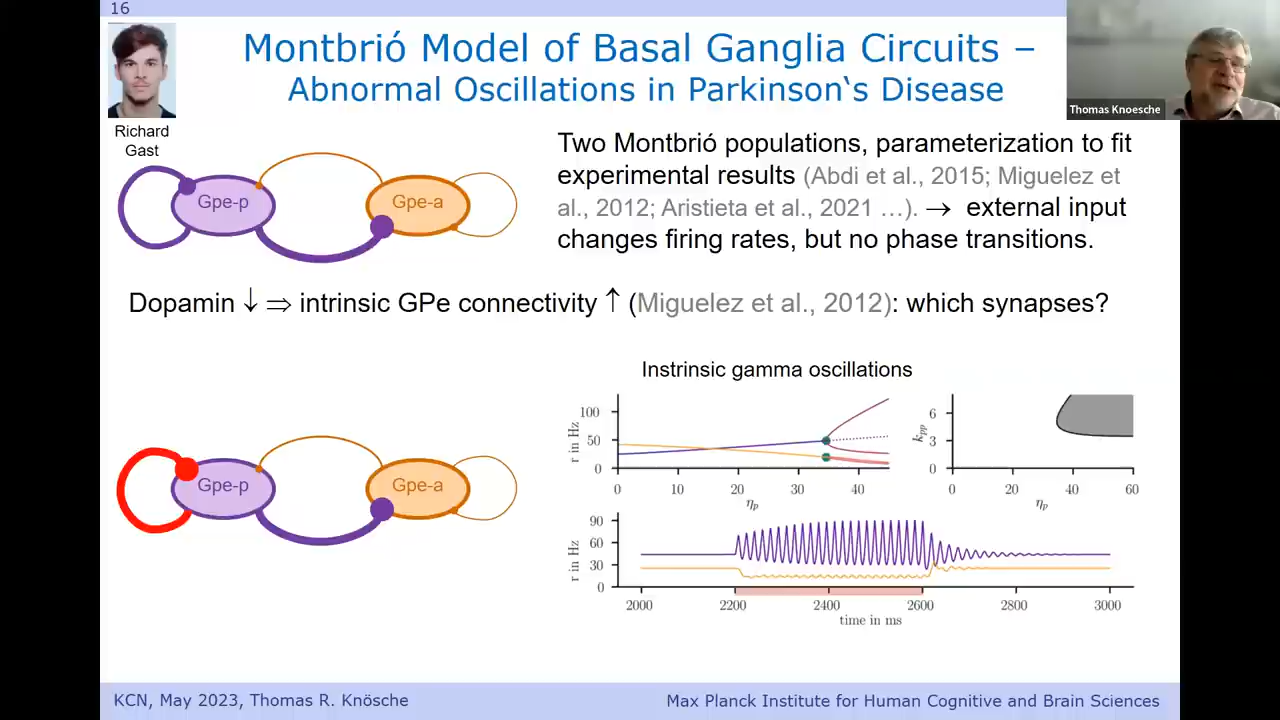 16
Montbrió Model of Basal Ganglia Circuits –
Abnormal Oscillations in Parkinson‘s Disease
Thomas Knoesche
Richard
Gast
Gpe-p
Gpe-a
Two Montbrió populations, parameterization to fit
experimental results (Abdi et al., 2015; Miguelez et
al., 2012; Aristieta et al., 2021 …). → external input
changes firing rates, but no phase transitions.
Dopamin ↓ ⇒ intrinsic GPe connectivity ↑ (Miguelez et al., 2012): which synapses?
Gpe-p
Gpe-a
Instrinsic gamma oscillations
r in Hz
100
50
0
0 10 20 30 40
ηp
kpp
6
3
0
0 20 40 60
ηp
r in Hz
90
60
30
0
2000 2200 2400 2600 2800 3000
time in ms
KCN, May 2023, Thomas R. Knösche
Max Planck Institute for Human Cognitive and Brain Sciences